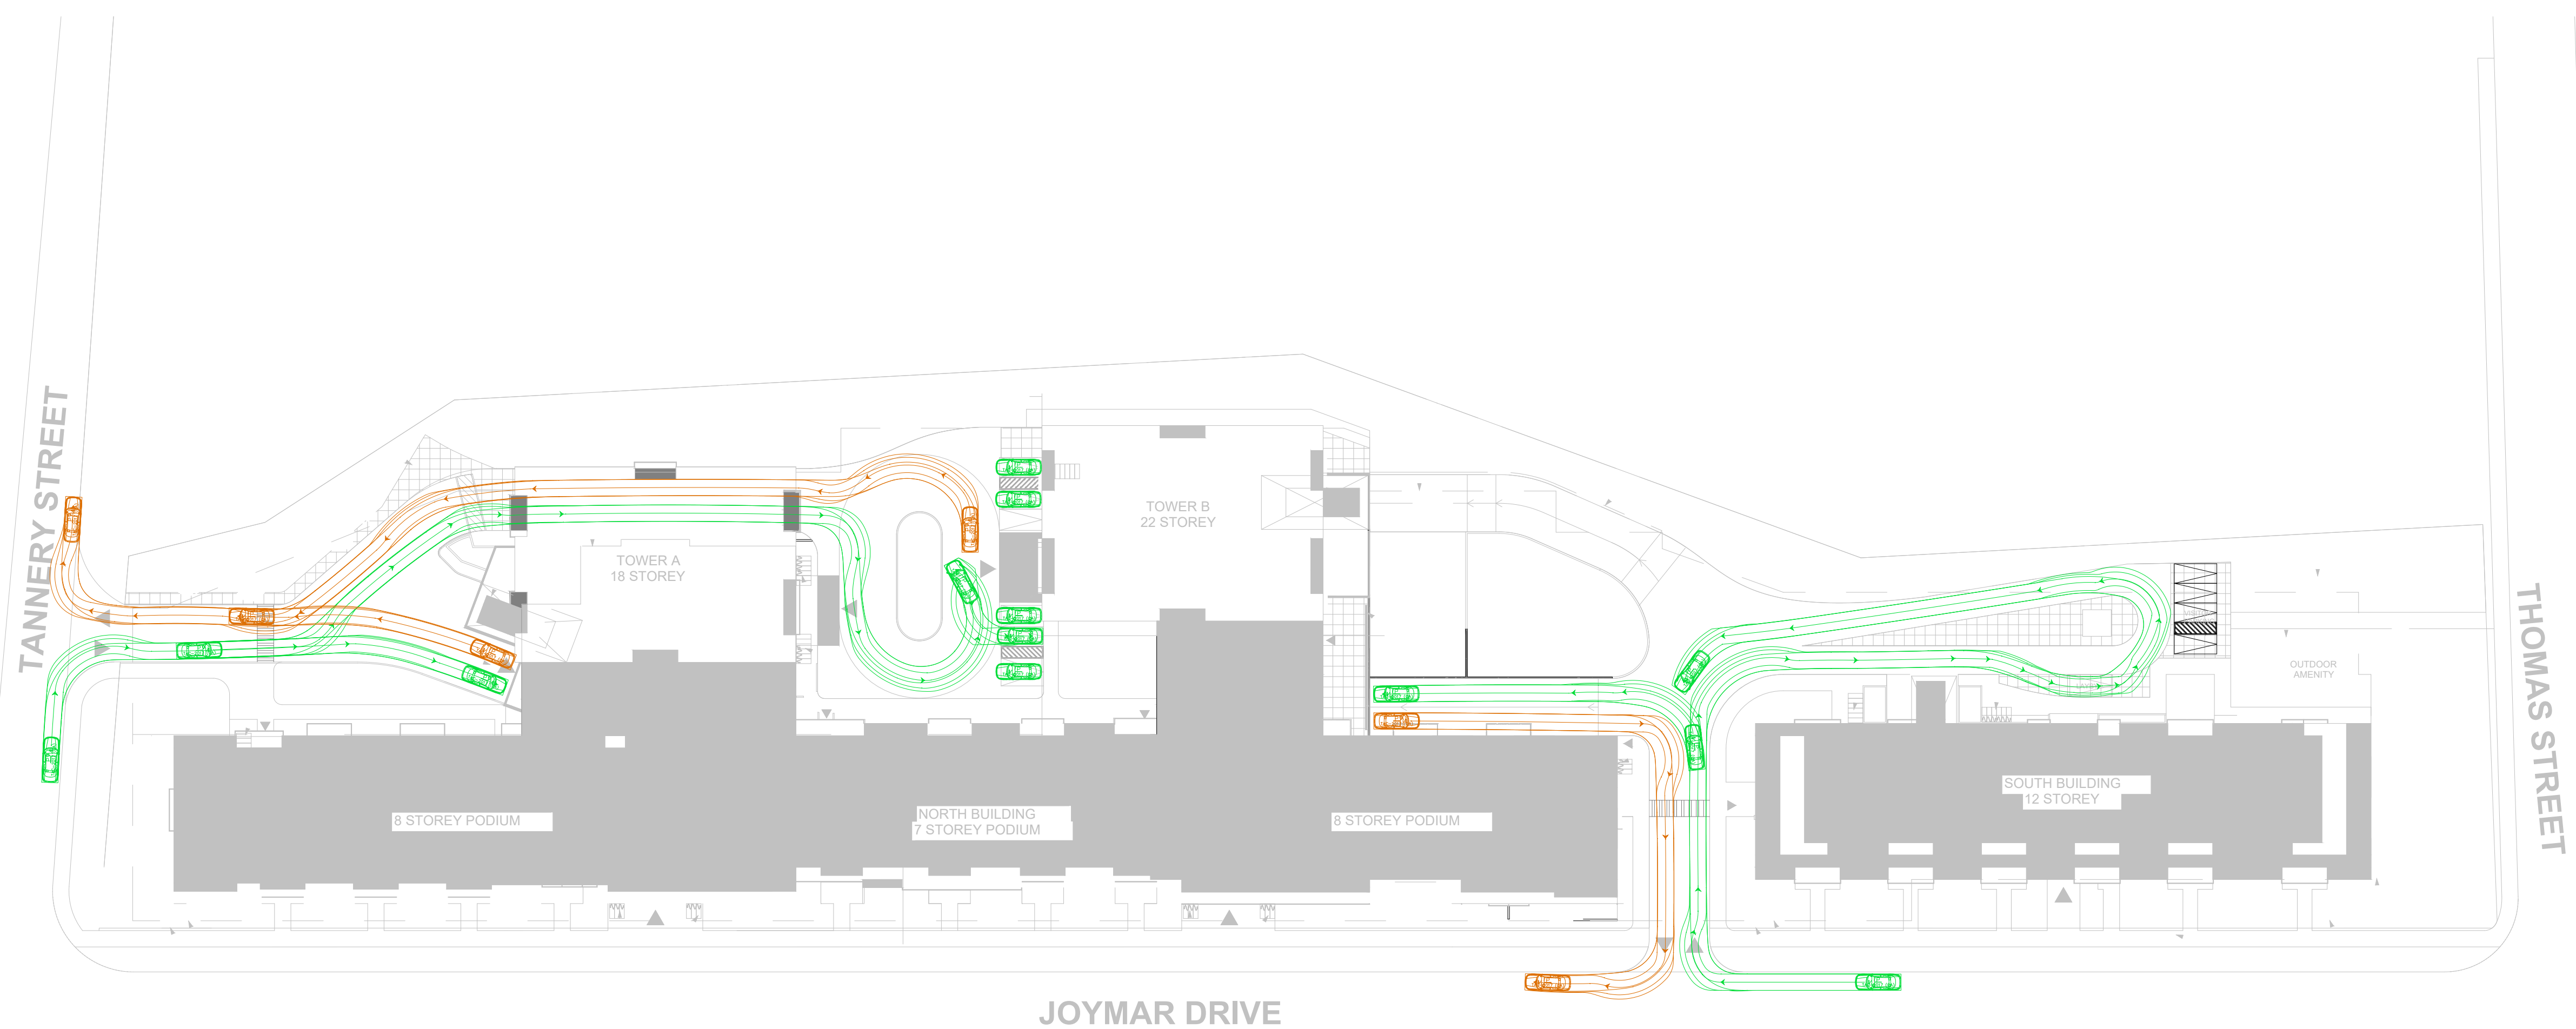 TANNERY STREET
TOWER A
18 STOREY
TOWER B
22 STOREY
OUTDOOR
AMENITY
THOMAS STREET
8 STOREY PODIUM
NORTH BUILDING
7 STOREY PODIUM
8 STOREY PODIUM
SOUTH BUILDING
12 STOREY
JOYMAR DRIVE